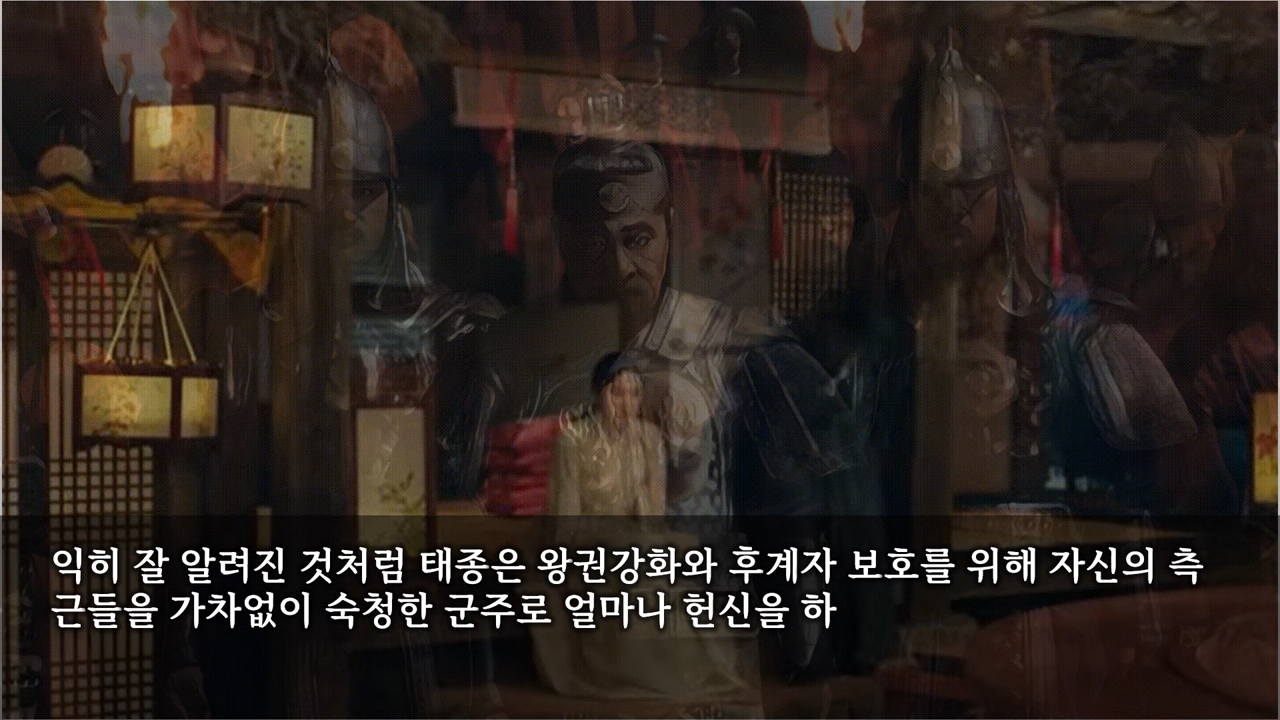 익히 잘 알려진 것처럼 태종은 왕권강화와 후계자 보호를 위해 자신의 측
근들을 가차없이 숙청한 군주로 얼마나 헌신을 하